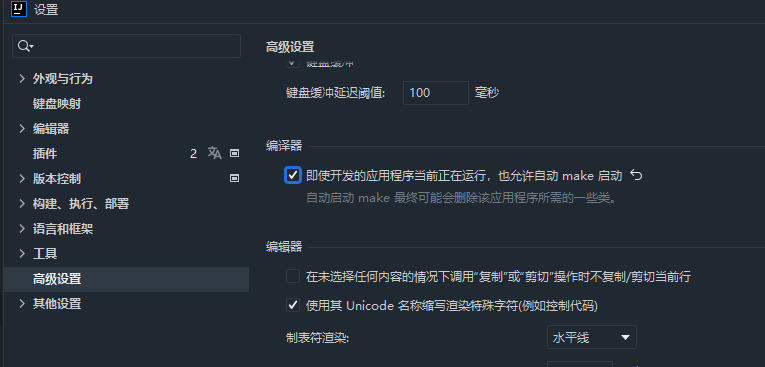 IJ 设置
高级设置
键盘缓冲
外观与行为
键盘缓冲延迟阈值: 100 毫秒
键盘映射
编辑器
插件 2
编译器
版本控制
即使开发的应用程序当前正在运行，也允许自动 make 启动
自动启动 make 最终可能会删除该应用程序所需的一些类。
构建、执行、部署
语言和框架
工具
编辑器
高级设置
在未选择任何内容的情况下调用“复制”或“剪切”操作时不复制/剪切当前行
其他设置
使用其 Unicode 名称缩写渲染特殊字符(例如控制代码)
制表符渲染: 水平线